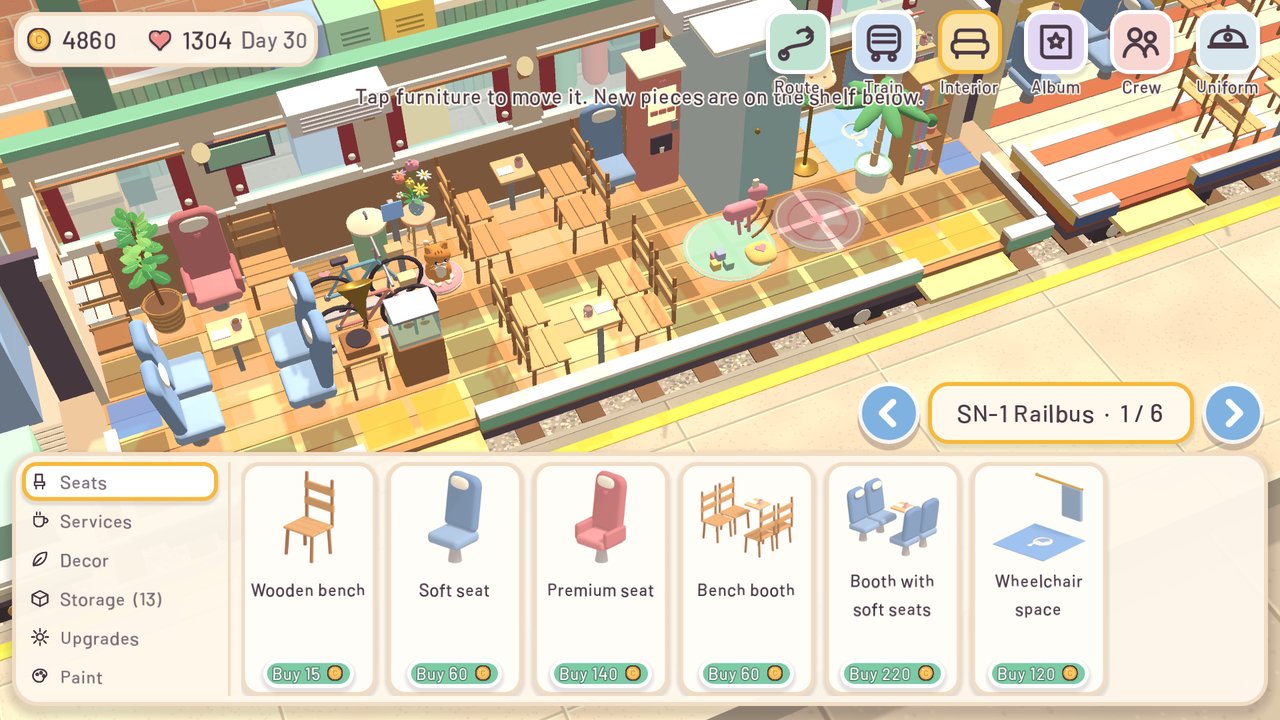 4860 1304 Day 30
Route Train Interior Album Crew Uniform
Tap furniture to move it. New pieces are on the shelf below.
SN-1 Railbus · 1 / 6
Seats
Services
Decor
Storage (13)
Upgrades
Paint
Wooden bench
Buy 15
Soft seat
Buy 60
Premium seat
Buy 140
Bench booth
Buy 60
Booth with
soft seats
Buy 220
Wheelchair
space
Buy 120